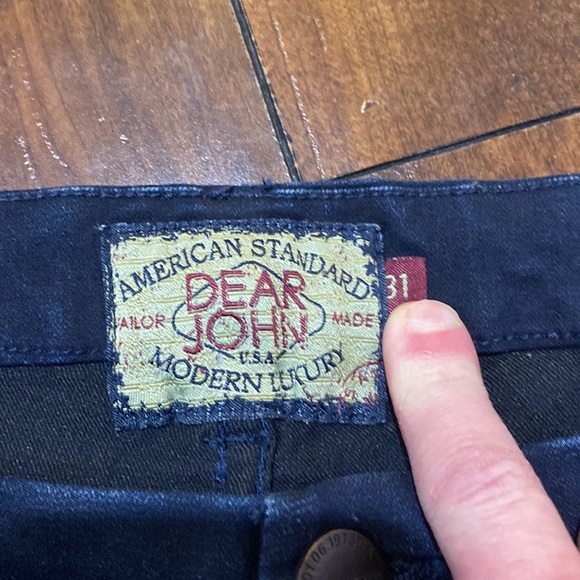 AMERICAN STANDARD
DEAR
JOHN
TAILOR MADE
U.S.A
MODERN LUXURY
31